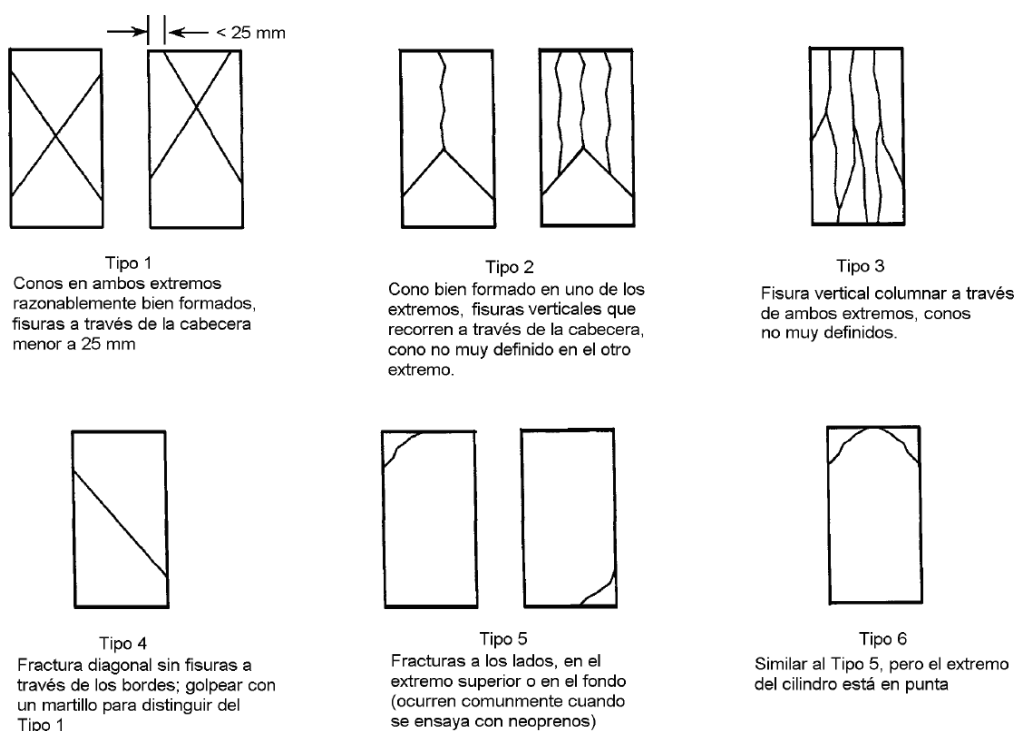 < 25 mm
Tipo 1
Conos en ambos extremos
razonablemente bien formados,
fisuras a través de la cabecera
menor a 25 mm
Tipo 2
Cono bien formado en uno de los
extremos, fisuras verticales que
recorren a través de la cabecera,
cono no muy definido en el otro
extremo.
Tipo 3
Fisura vertical columnar a través
de ambos extremos, conos
no muy definidos.
Tipo 4
Fractura diagonal sin fisuras a
través de los bordes; golpear con
un martillo para distinguir del
Tipo 1
Tipo 5
Fracturas a los lados, en el
extremo superior o en el fondo
(ocurren comunmente cuando
se ensaya con neoprenos)
Tipo 6
Similar al Tipo 5, pero el extremo
del cilindro está en punta